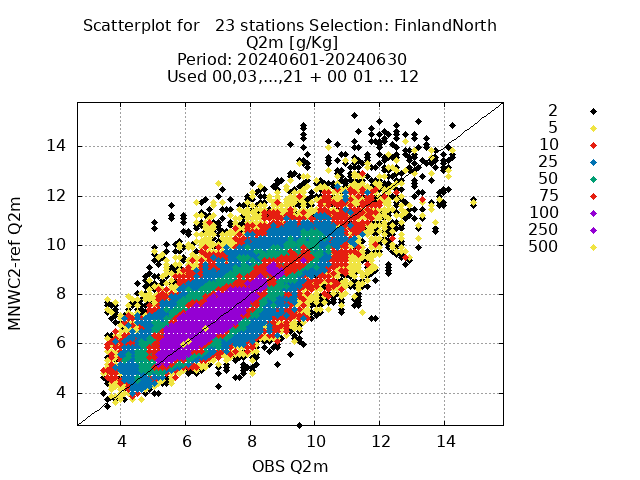 Scatterplot for   23 stations Selection: FinlandNorth
Q2m [g/Kg]
Period: 20240601-20240630
Used 00,03,...,21 + 00 01 ... 12
2
5
10
25
50
75
100
250
500
14
12
10
8
6
4
MNWC2-ref Q2m
4 6 8 10 12 14
OBS Q2m